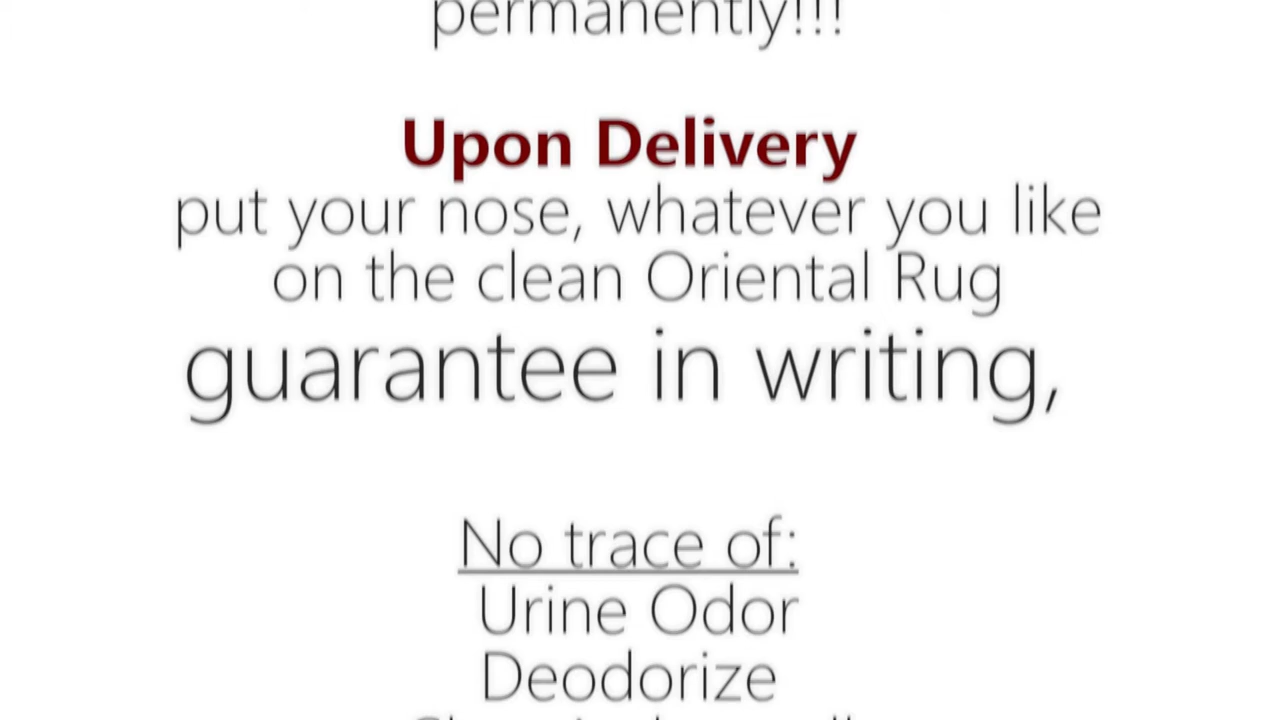 permanently!!!
Upon Delivery
put your nose, whatever you like
on the clean Oriental Rug
guarantee in writing,
No trace of:
Urine Odor
Deodorize